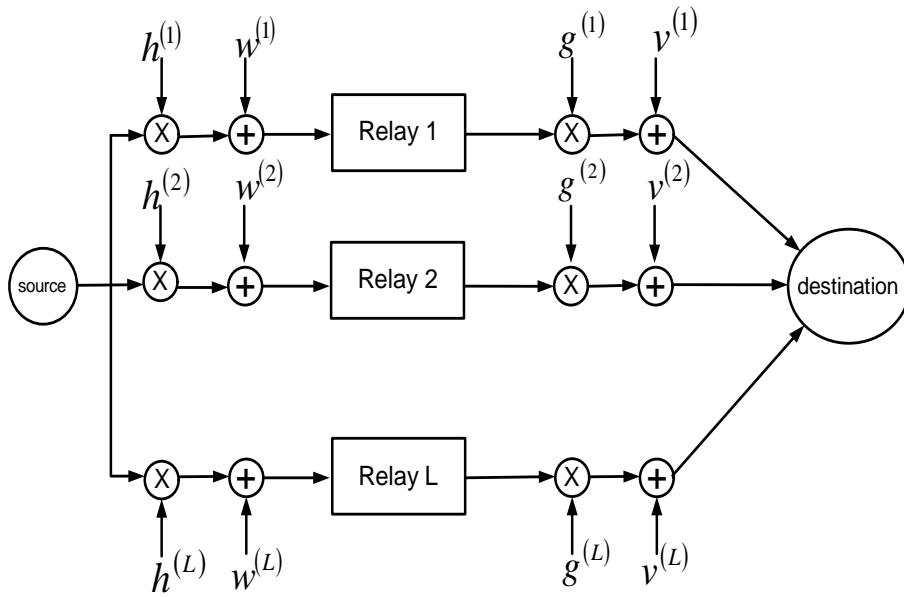 h^{(1)} w^{(1)} g^{(1)} v^{(1)}
X + Relay 1 X +
h^{(2)} w^{(2)} g^{(2)} v^{(2)}
source X + Relay 2 X + destination
X + Relay L X +
h^{(L)} w^{(L)} g^{(L)} v^{(L)}